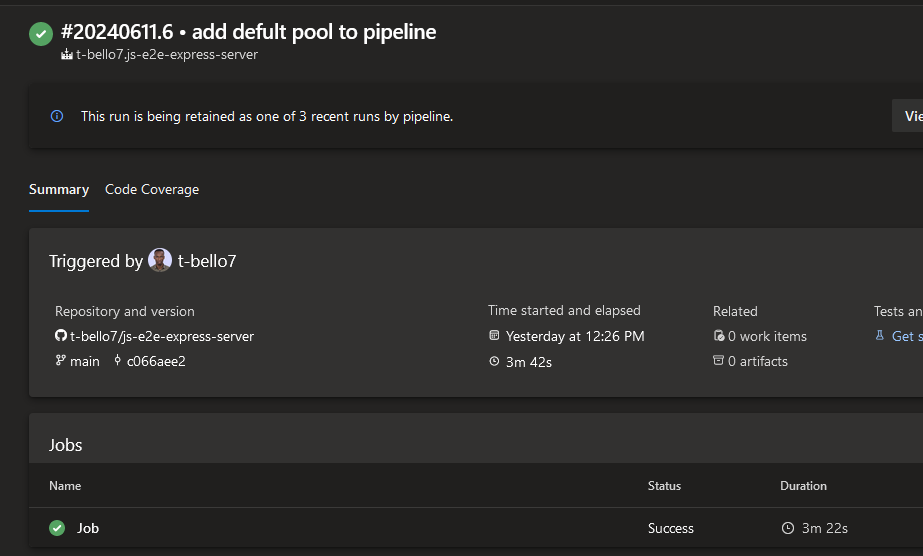 #20240611.6 • add defult pool to pipeline
t-bello7.js-e2e-express-server
This run is being retained as one of 3 recent runs by pipeline.
Vie
Summary Code Coverage
Triggered by t-bello7
Repository and version
t-bello7/js-e2e-express-server
main c066aee2
Time started and elapsed
Yesterday at 12:26 PM
3m 42s
Related
0 work items
0 artifacts
Tests an
Get s
Jobs
Name Status Duration
Job Success 3m 22s